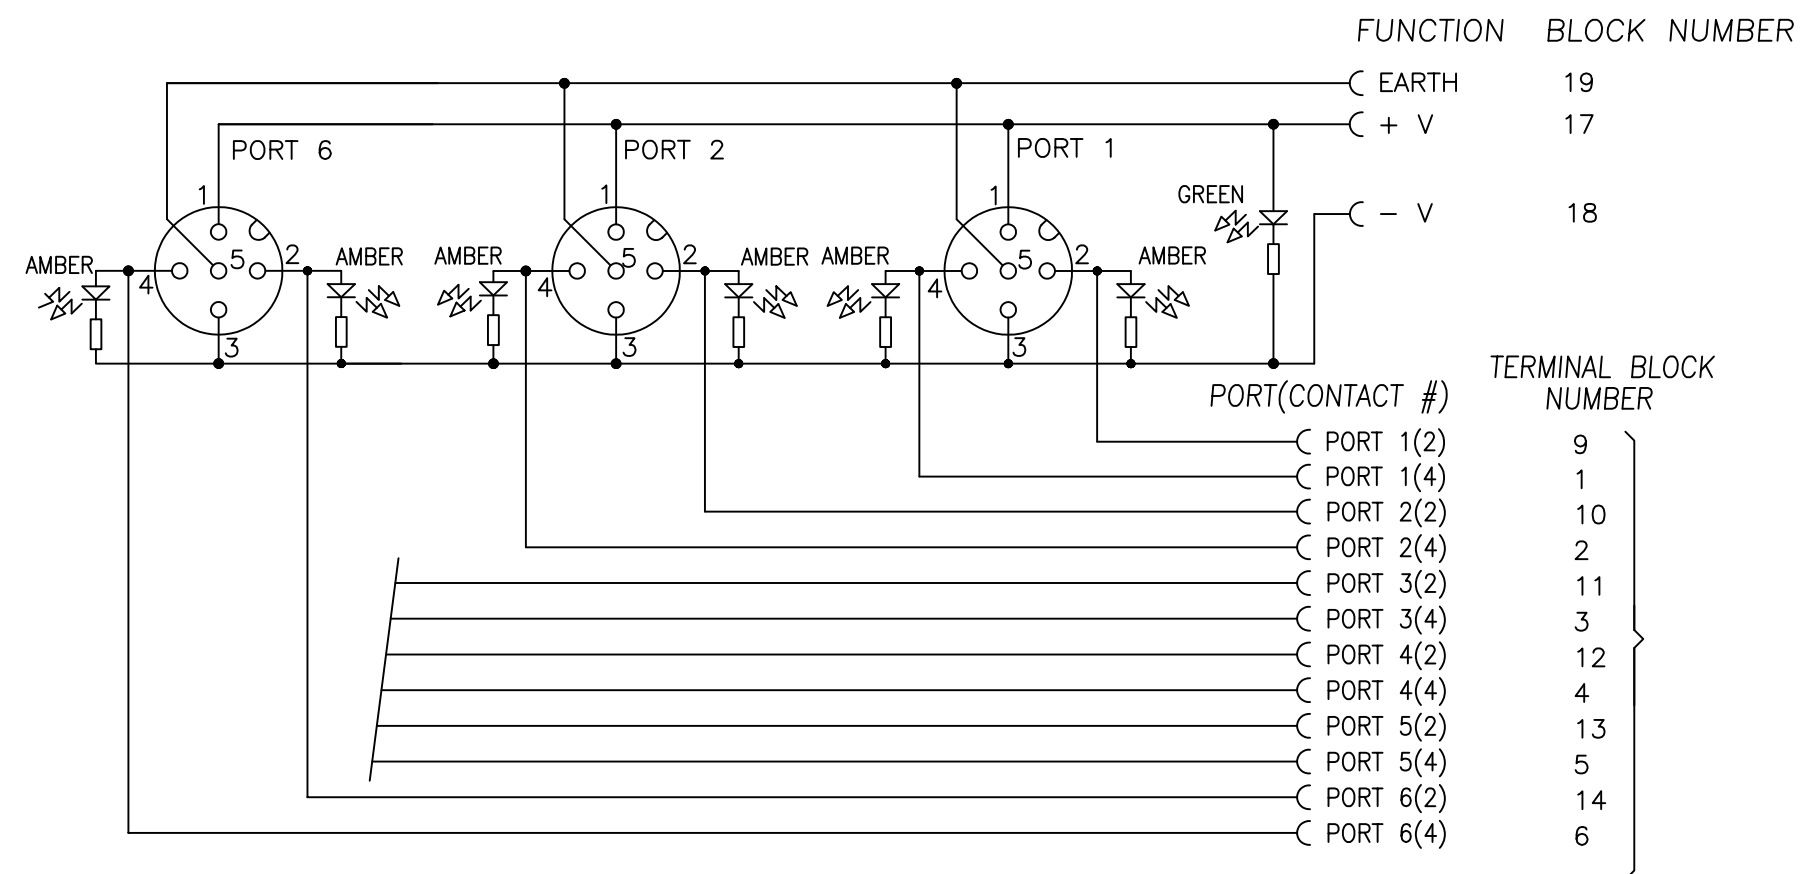 FUNCTION BLOCK NUMBER
EARTH 19
+ V 17
PORT 6 PORT 2 PORT 1
GREEN
1 1 1
- V 18
AMBER 5 2 AMBER AMBER 5 2 AMBER AMBER 5 2 AMBER
4 4 4
3 3 3
TERMINAL BLOCK
NUMBER
PORT(CONTACT #)
PORT 1(2) 9
PORT 1(4) 1
PORT 2(2) 10
PORT 2(4) 2
PORT 3(2) 11
PORT 3(4) 3
PORT 4(2) 12
PORT 4(4) 4
PORT 5(2) 13
PORT 5(4) 5
PORT 6(2) 14
PORT 6(4) 6